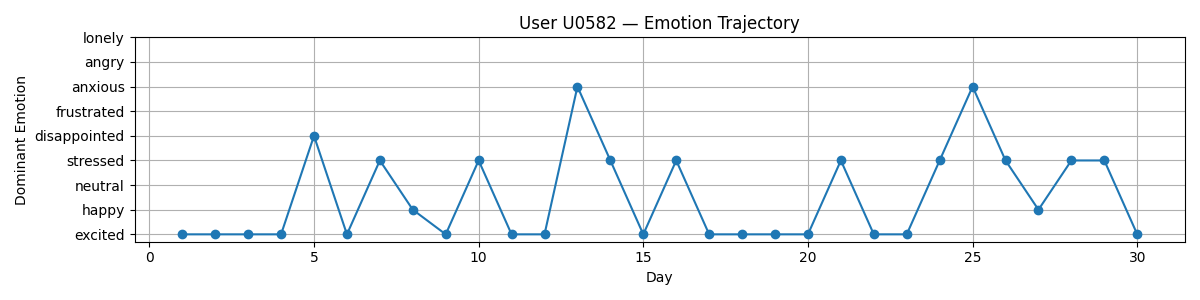 User U0582 — Emotion Trajectory
Dominant Emotion
lonely
angry
anxious
frustrated
disappointed
stressed
neutral
happy
excited
0 5 10 15 20 25 30
Day